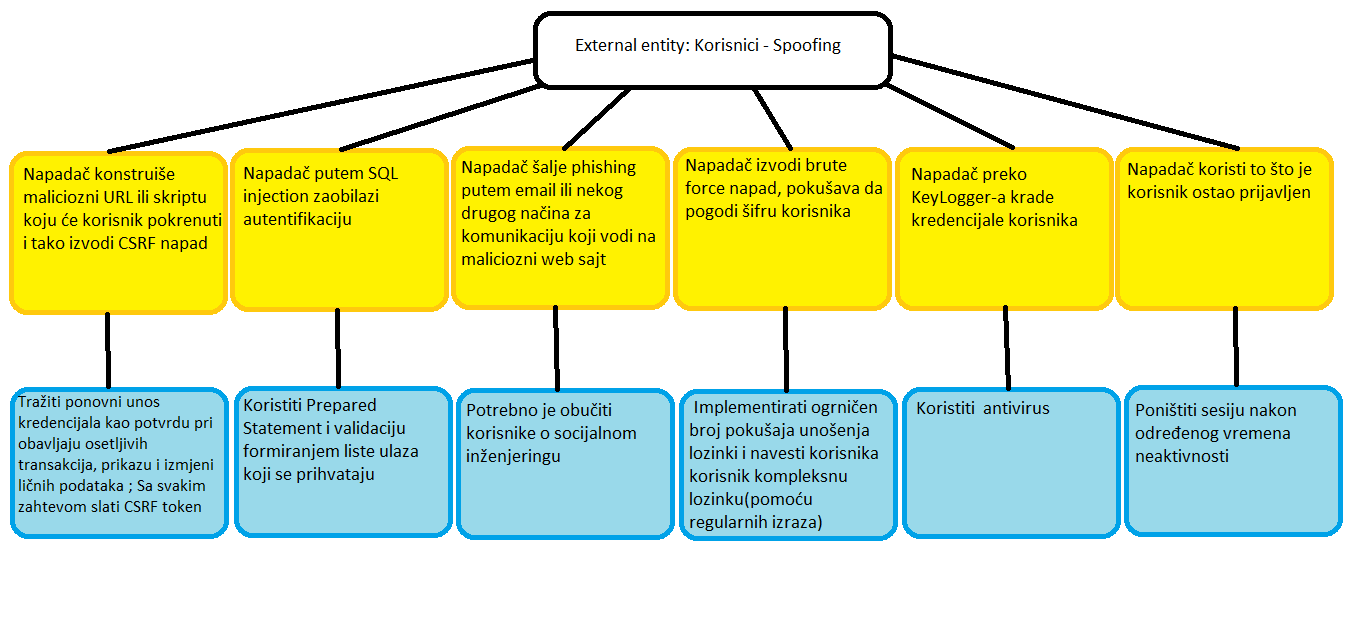 External entity: Korisnici - Spoofing
Napadač konstruiše
maliciozni URL ili skriptu
koju će korisnik pokrenuti
i tako izvodi CSRF napad
Napadač putem SQL
injection zaobilazi
autentifikaciju
Napadač šalje phishing
putem email ili nekog
drugog načina za
komunikaciju koji vodi na
maliciozni web sajt
Napadač izvodi brute
force napad, pokušava da
pogodi šifru korisnika
Napadač preko
KeyLogger-a krade
kredencijale korisnika
Napadač koristi to što je
korisnik ostao prijavljen
Tražiti ponovni unos
kredencijala kao potvrdu pri
obavljaju osetljivih
transakcija, prikazu i izmjeni
ličnih podataka ; Sa svakim
zahtevom slati CSRF token
Koristiti Prepared
Statement i validaciju
formiranjem liste ulaza
koji se prihvataju
Potrebno je obučiti
korisnike o socijalnom
inženjeringu
Implementirati ogrničen
broj pokušaja unošenja
lozinki i navesti korisnika
korisnik kompleksnu
lozinku(pomoću
regularnih izraza)
Koristiti antivirus
Poništiti sesiju nakon
određenog vremena
neaktivnosti